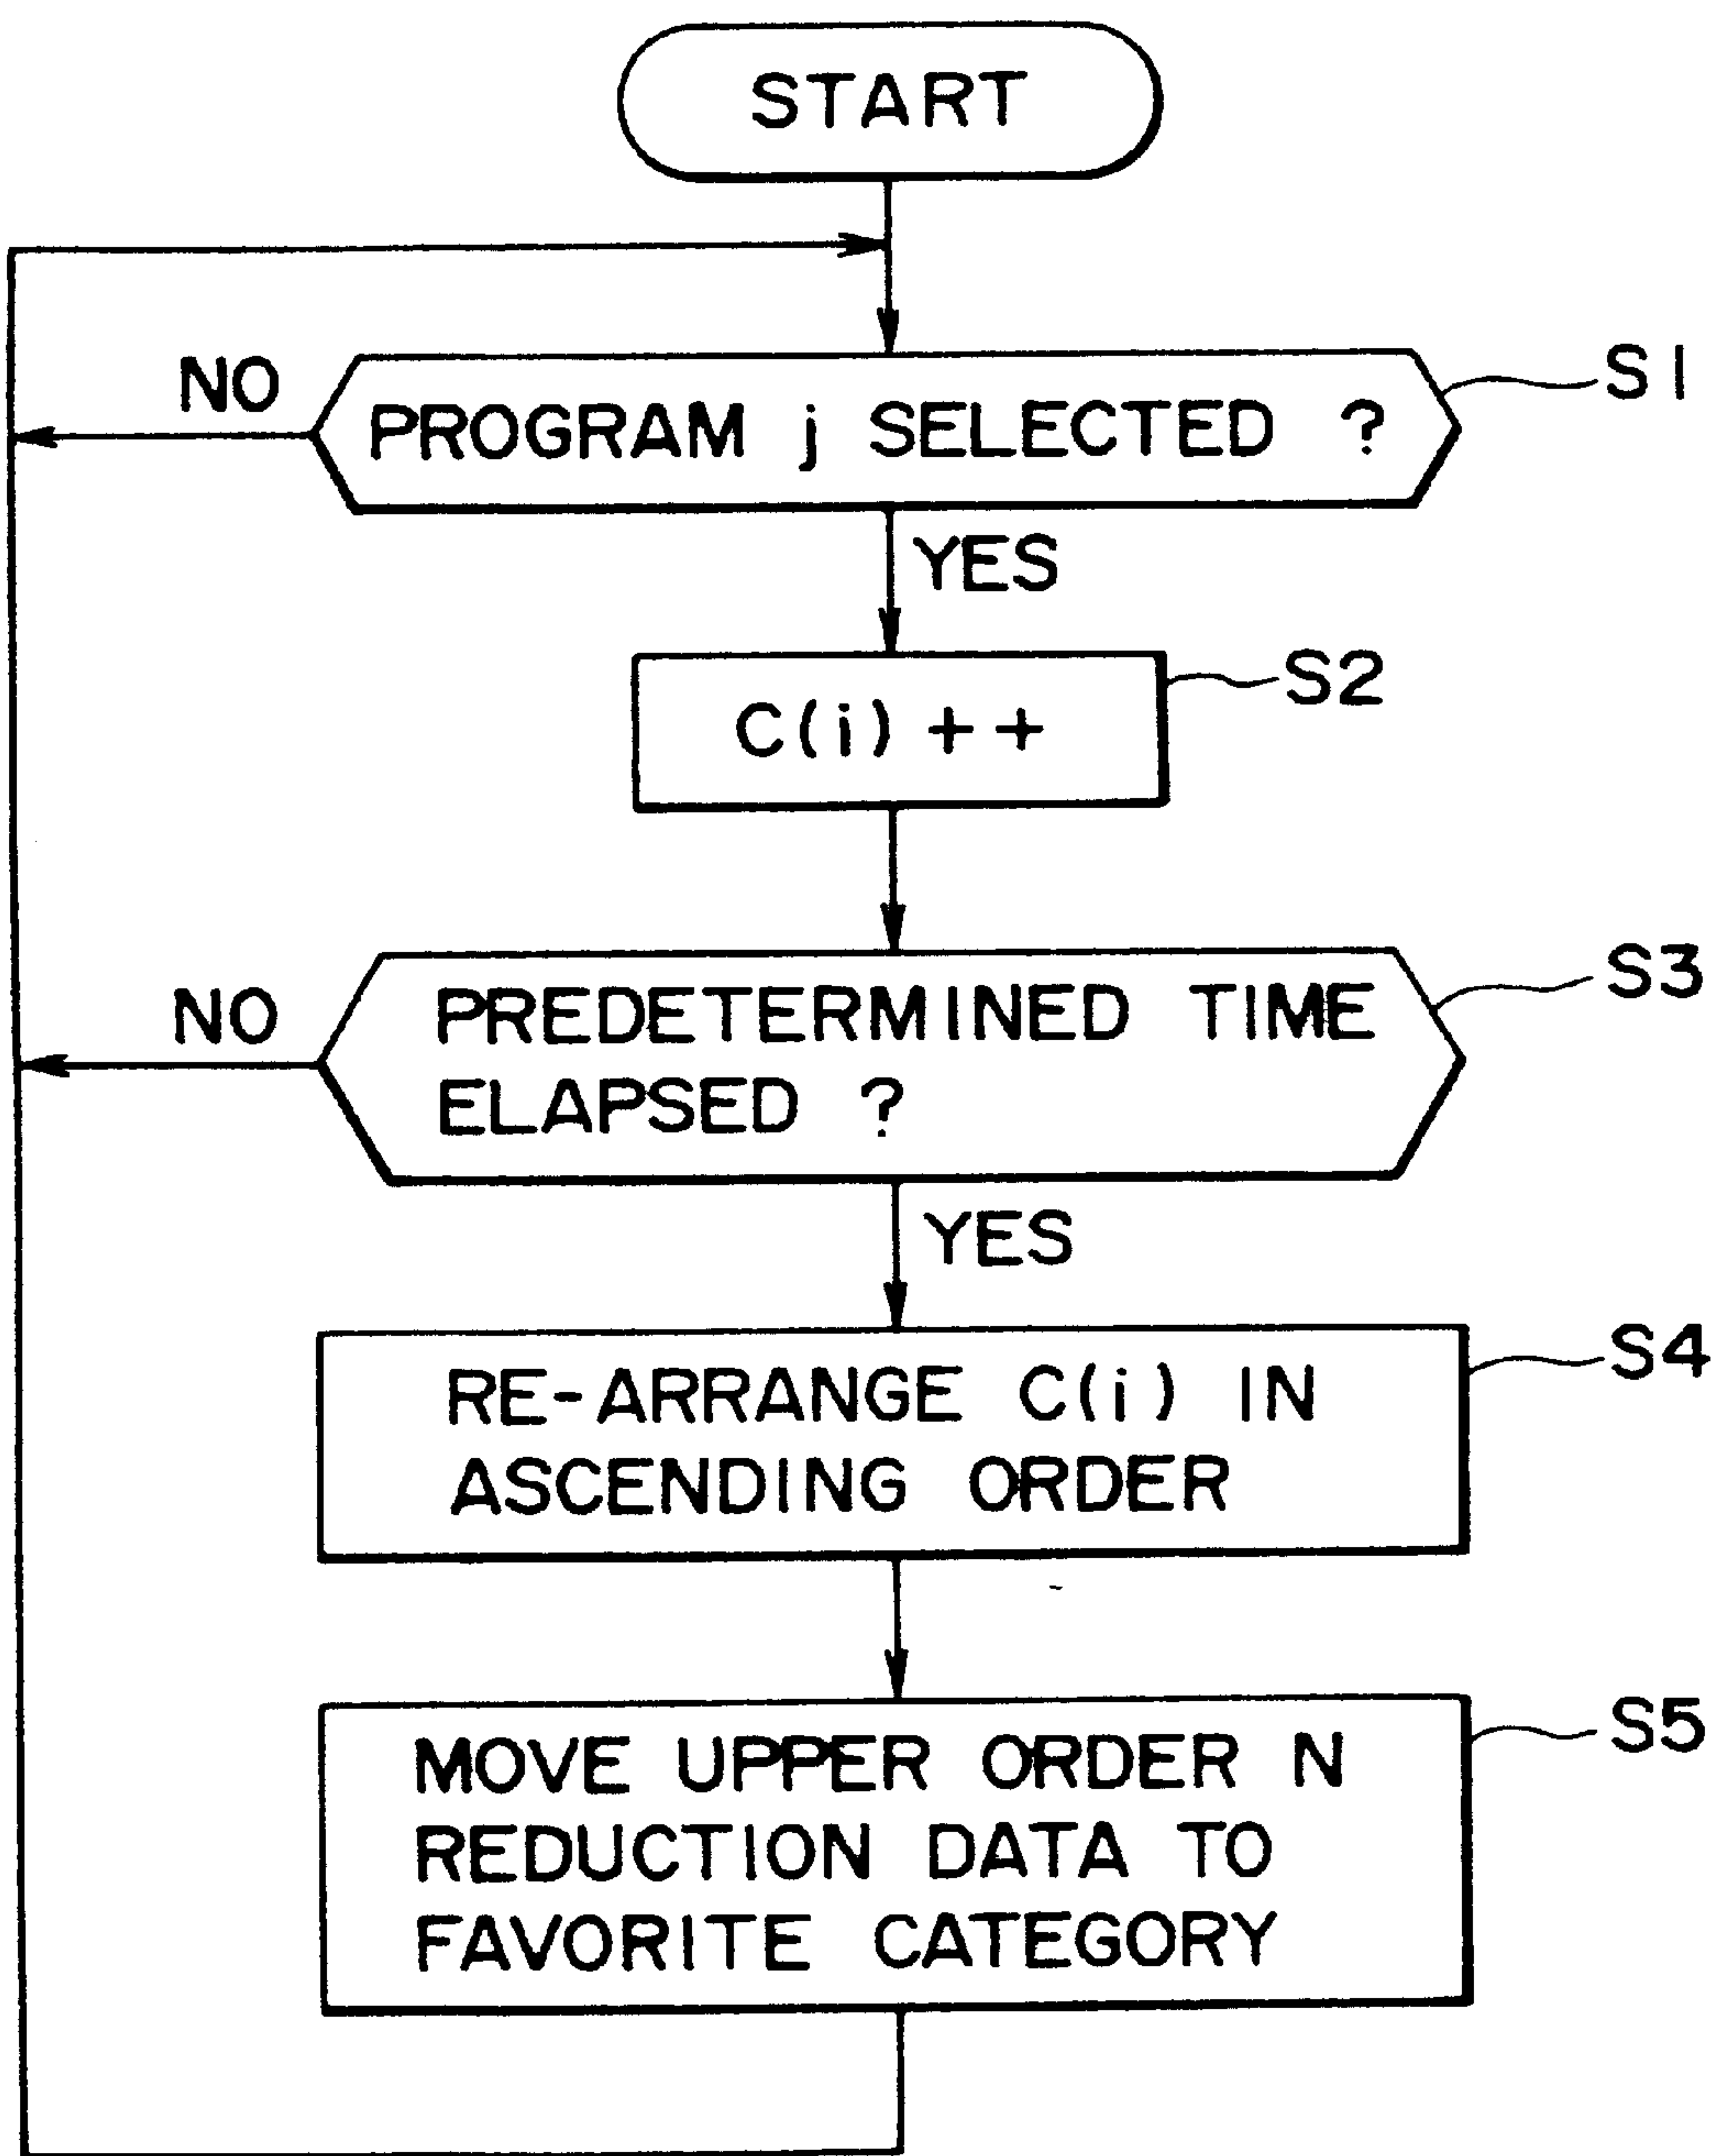 START
NO
PROGRAM j SELECTED ?
S1
YES
C(i) ++
S2
NO
PREDETERMINED TIME
ELAPSED ?
S3
YES
RE-ARRANGE C(i) IN
ASCENDING ORDER
S4
MOVE UPPER ORDER N
REDUCTION DATA TO
FAVORITE CATEGORY
S5